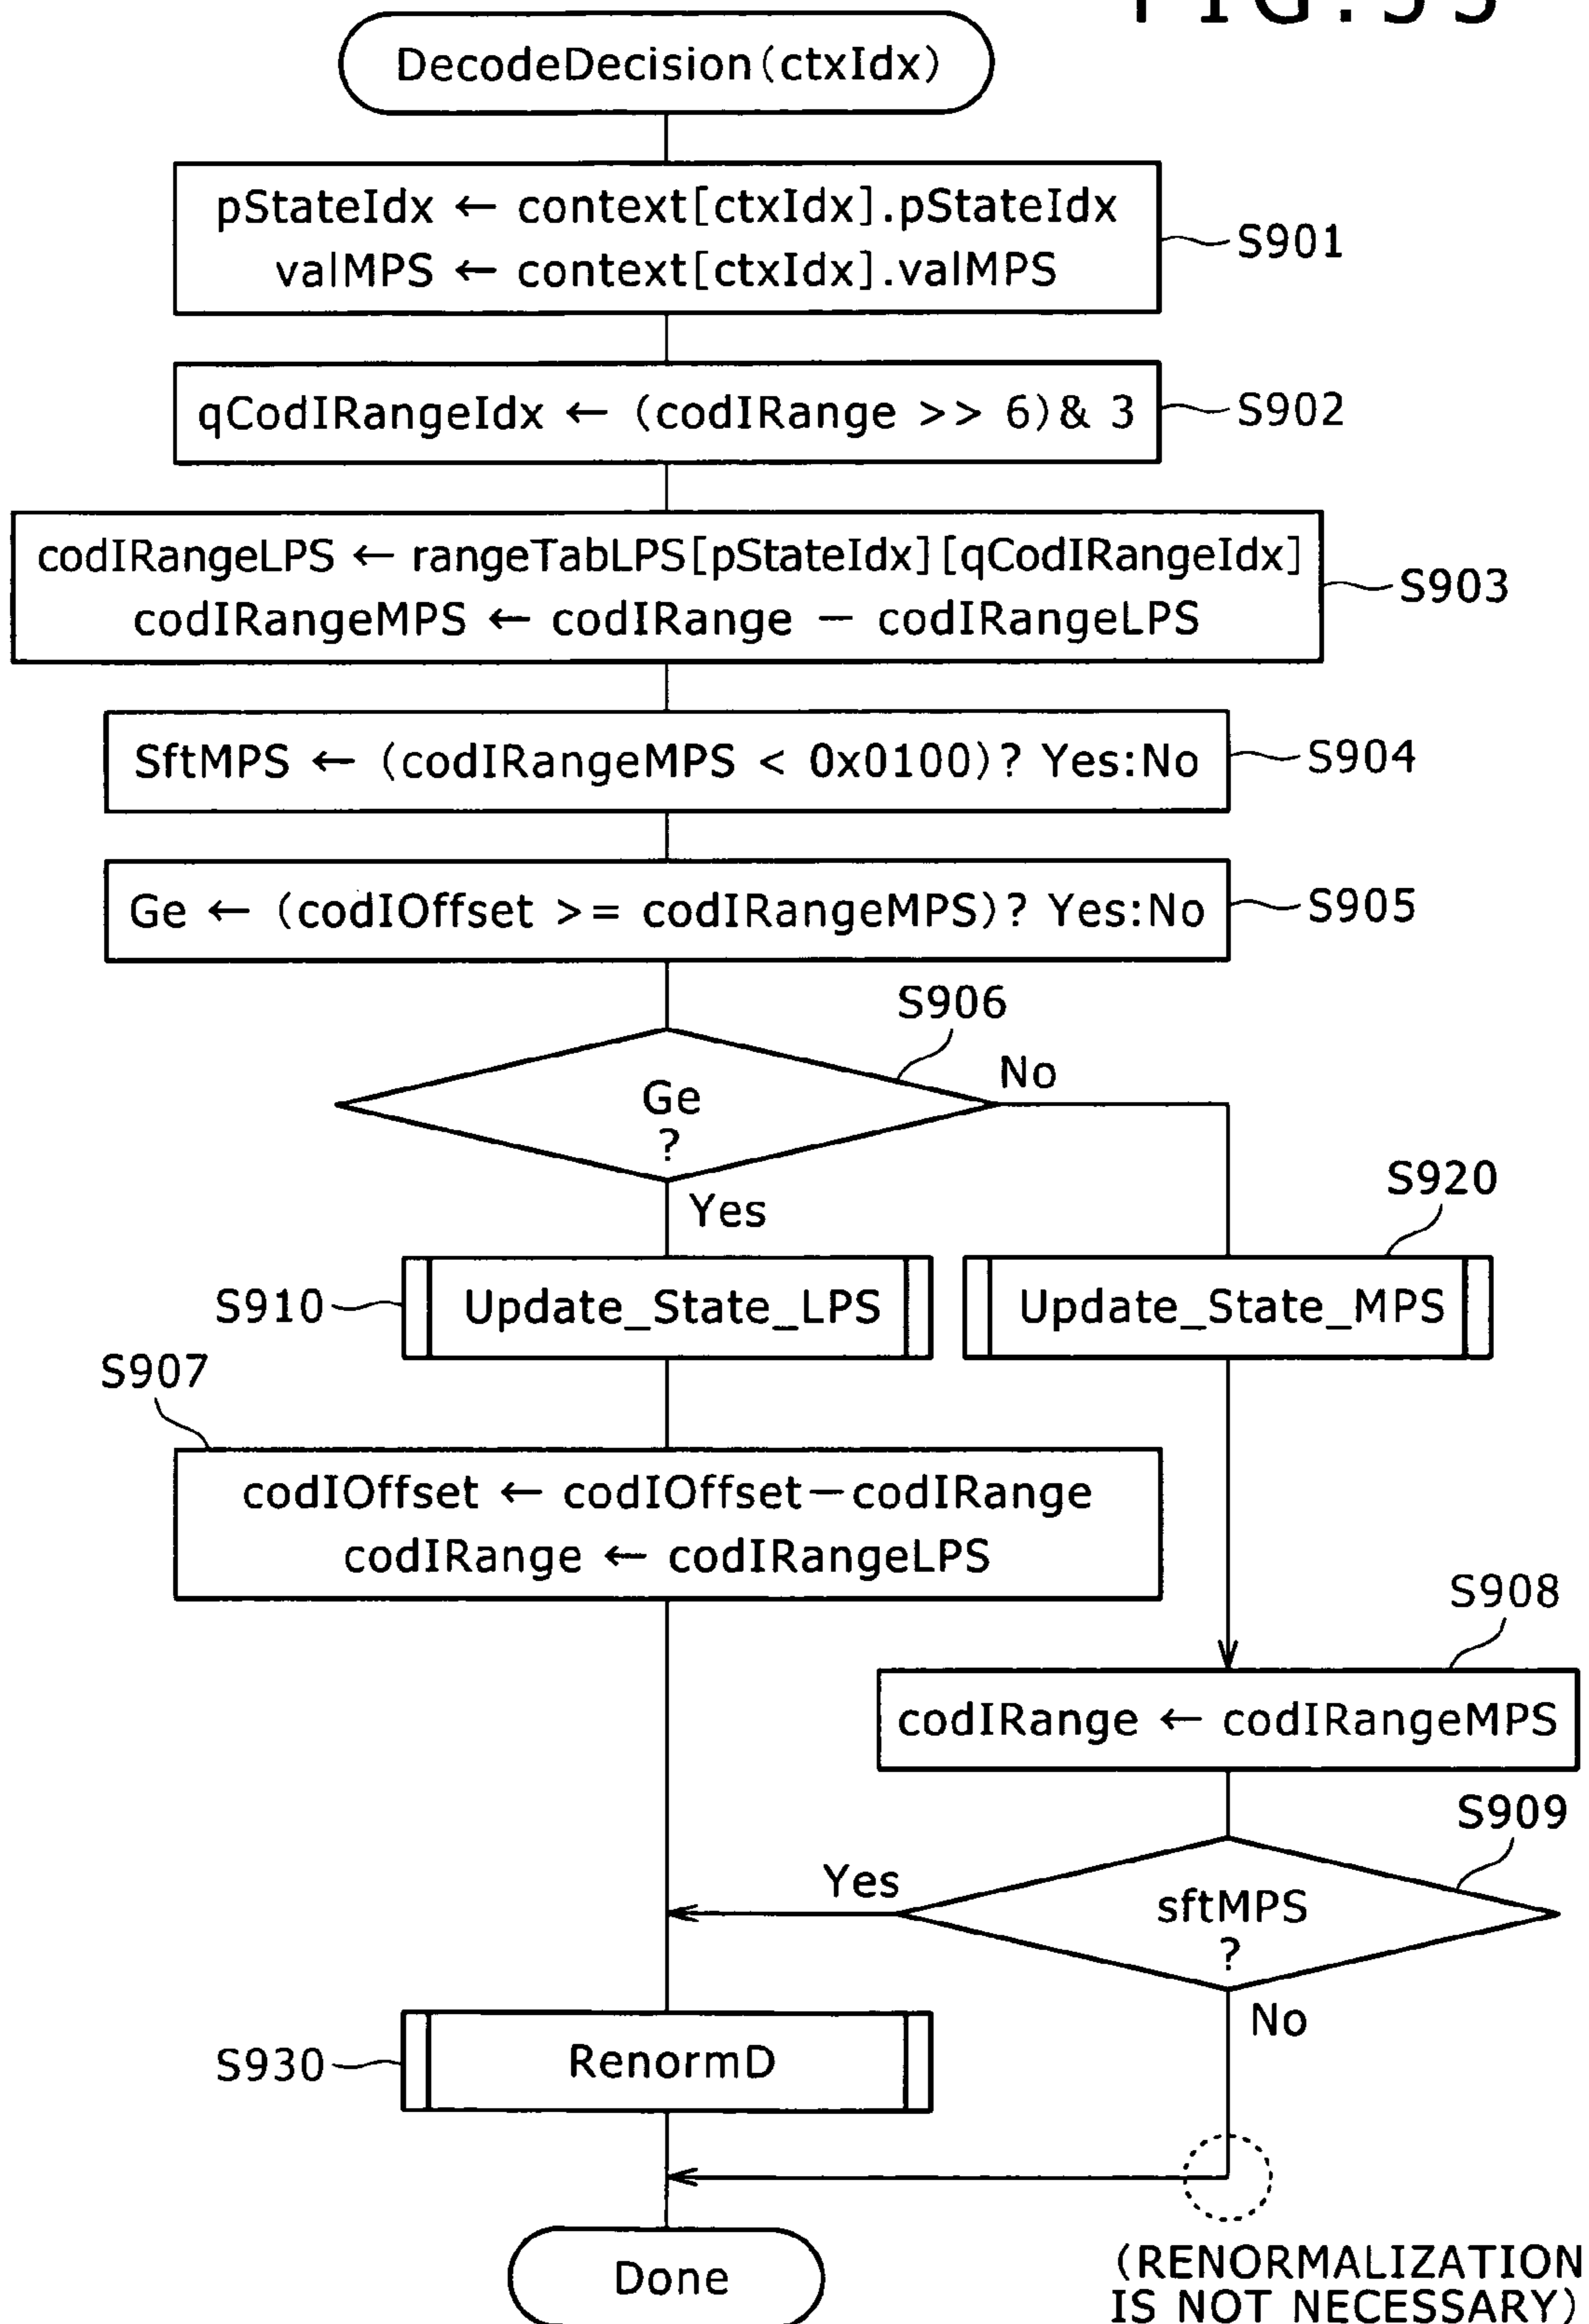 DecodeDecision(ctxIdx)
pStateIdx ← context[ctxIdx].pStateIdx
valMPS ← context[ctxIdx].valMPS
S901
qCodIRangeIdx ← (codIRange >> 6)& 3
S902
codIRangeLPS ← rangeTabLPS[pStateIdx][qCodIRangeIdx]
codIRangeMPS ← codIRange − codIRangeLPS
S903
SftMPS ← (codIRangeMPS < 0x0100)? Yes:No
S904
Ge ← (codIOffset >= codIRangeMPS)? Yes:No
S905
S906
Ge
?
No
Yes
S920
S910
Update_State_LPS
Update_State_MPS
S907
codIOffset ← codIOffset−codIRange
codIRange ← codIRangeLPS
S908
codIRange ← codIRangeMPS
S909
Yes
sftMPS
?
No
S930
RenormD
Done
(RENORMALIZATION
IS NOT NECESSARY)